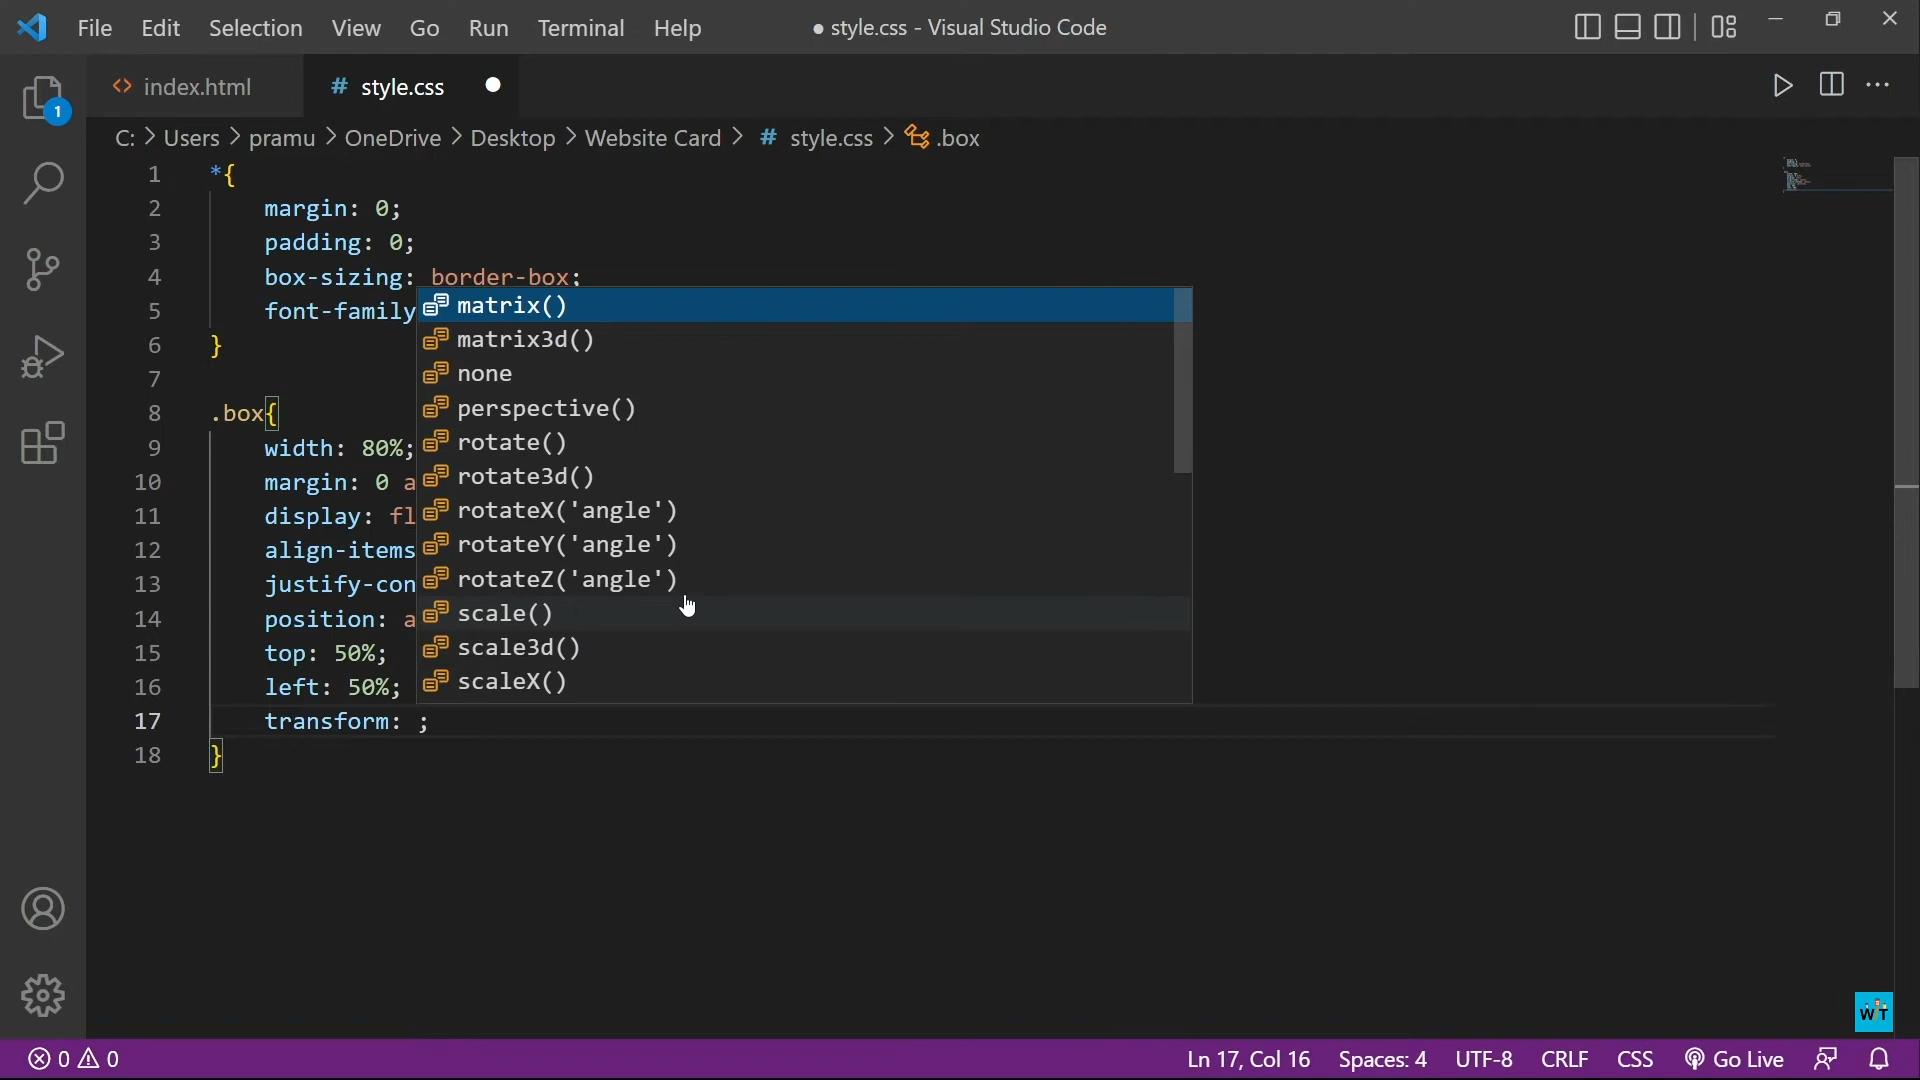 File Edit Selection View Go Run Terminal Help ● style.css - Visual Studio Code
<> index.html # style.css ●
C: > Users > pramu > OneDrive > Desktop > Website Card > # style.css > .box
1 *{
2 margin: 0;
3 padding: 0;
4 box-sizing: border-box;
5 font-family
6 }
7
8 .box{
9 width: 80%;
10 margin: 0 a
11 display: fl
12 align-items
13 justify-con
14 position: a
15 top: 50%;
16 left: 50%;
17 transform: ;
18 }
matrix()
matrix3d()
none
perspective()
rotate()
rotate3d()
rotateX('angle')
rotateY('angle')
rotateZ('angle')
scale()
scale3d()
scaleX()
1
WT
0 0 Ln 17, Col 16 Spaces: 4 UTF-8 CRLF CSS Go Live